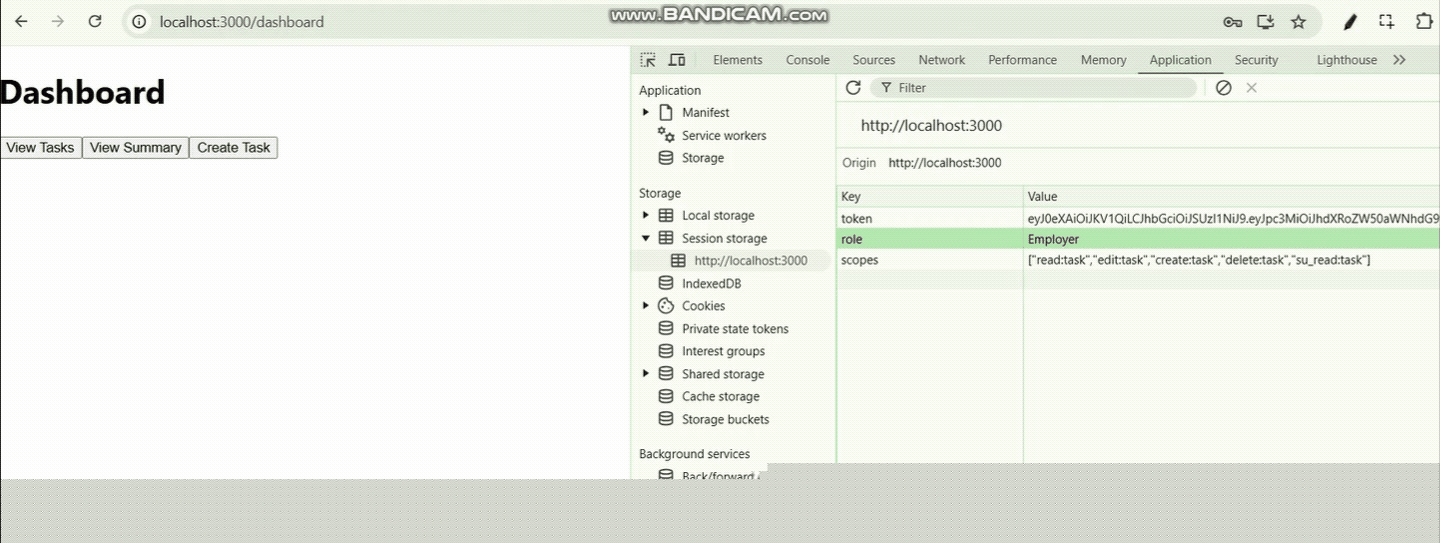 localhost:3000/dashboard
www.BANDICAM.com
Dashboard
View Tasks View Summary Create Task
Elements Console Sources Network Performance Memory Application Security Lighthouse
Application
Manifest
Service workers
Storage
Storage
Local storage
Session storage
http://localhost:3000
IndexedDB
Cookies
Private state tokens
Interest groups
Shared storage
Cache storage
Storage buckets
Background services
Back/forward
Filter
http://localhost:3000
Origin http://localhost:3000
Key Value
token eyJ0eXAiOiJKV1QiLCJhbGciOiJSUzI1NiJ9.eyJpc3MiOiJhdXRoZW50aWNhdG9
role Employer
scopes ["read:task","edit:task","create:task","delete:task","su_read:task"]